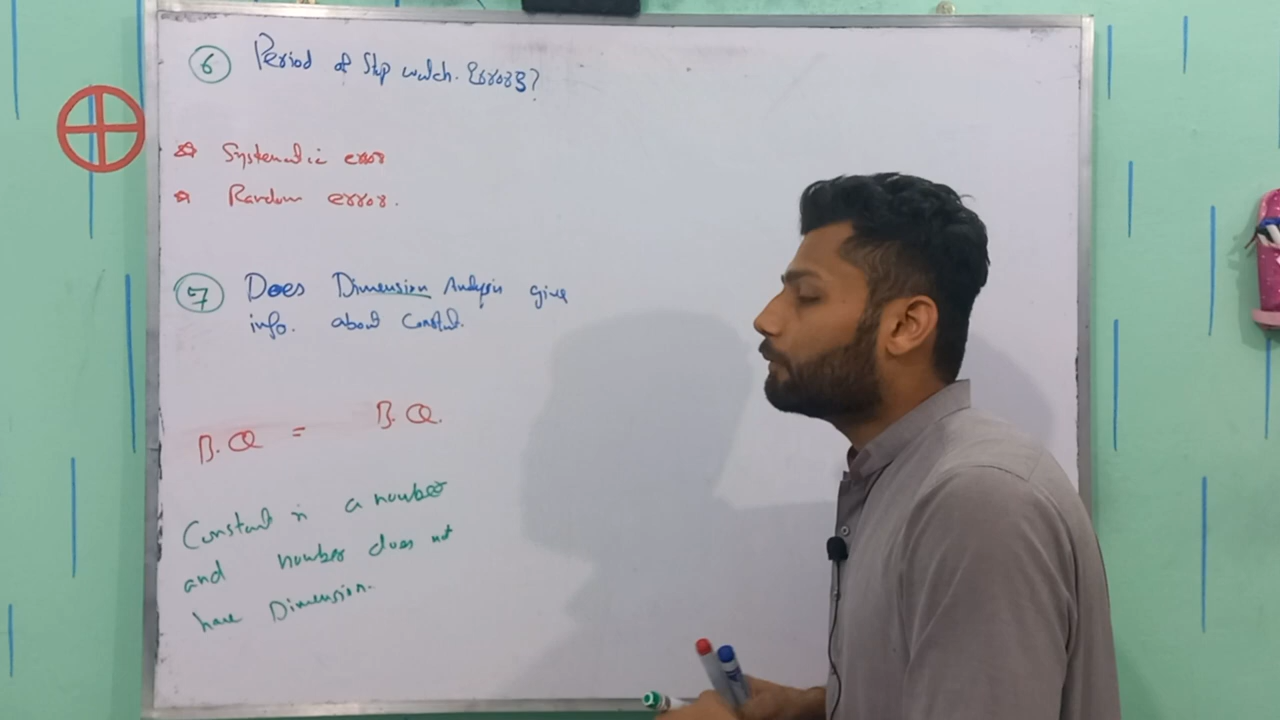 6 Period of Stop watch. Errors?
☆ Systematic error
☆ Random error.
7 Does Dimension Analysis give
info. about Constant.
B.Q = B.Q.
Constant is a number
and number does not
have Dimension.